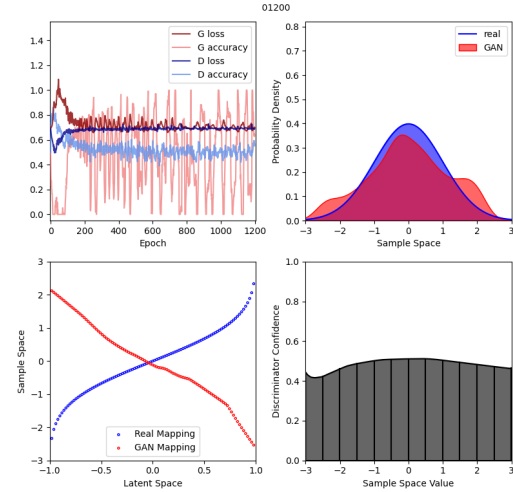 01200
G loss
G accuracy
D loss
D accuracy
1.4
1.2
1.0
0.8
0.6
0.4
0.2
0.0
0 200 400 600 800 1000 1200
Epoch
real
GAN
Probability Density
0.8
0.7
0.6
0.5
0.4
0.3
0.2
0.1
0.0
−3 −2 −1 0 1 2 3
Sample Space
Sample Space
3
2
1
0
−1
−2
−3
Real Mapping
GAN Mapping
−1.0 −0.5 0.0 0.5 1.0
Latent Space
Discriminator Confidence
1.0
0.8
0.6
0.4
0.2
0.0
−3 −2 −1 0 1 2 3
Sample Space Value